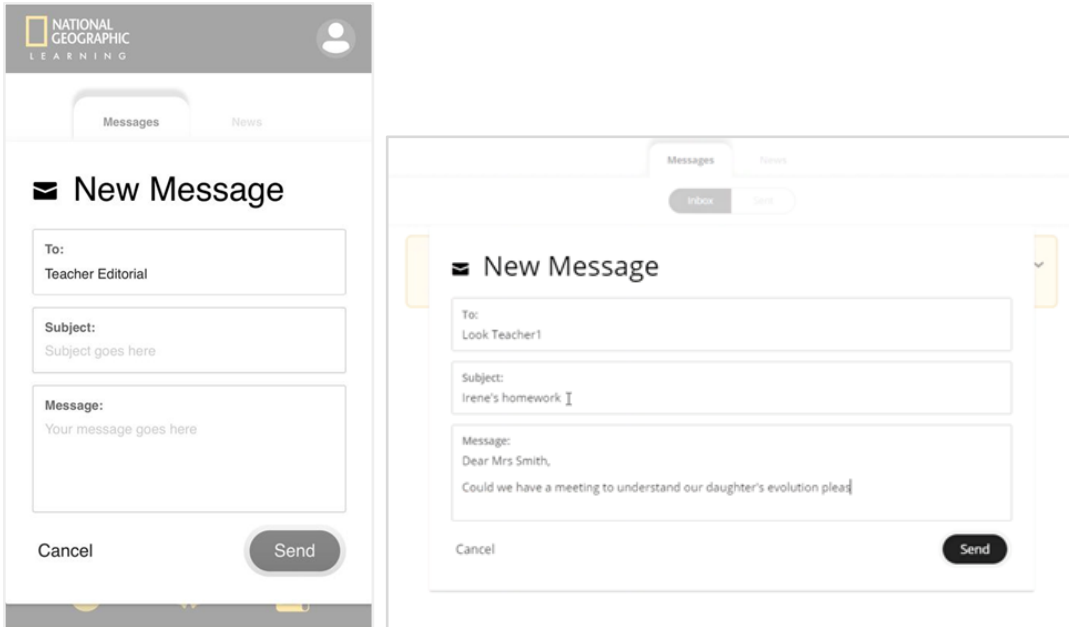 NATIONAL
GEOGRAPHIC
LEARNING
Messages News
New Message
To:
Teacher Editorial
Subject:
Subject goes here
Message:
Your message goes here
Cancel Send
Messages News
Inbox Sent
New Message
To:
Look Teacher1
Subject:
Irene's homework
Message:
Dear Mrs Smith,
Could we have a meeting to understand our daughter's evolution pleas
Cancel Send